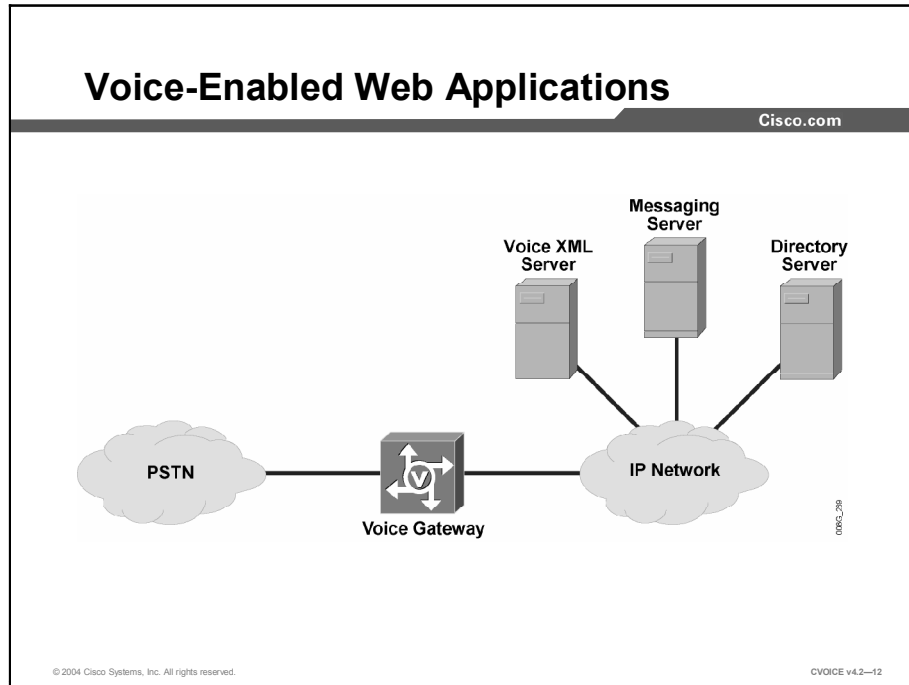 Voice-Enabled Web Applications
Cisco.com
Messaging
Server
Voice XML
Server
Directory
Server
PSTN
V
IP Network
Voice Gateway
© 2004 Cisco Systems, Inc. All rights reserved.
CVOICE v4.2—12